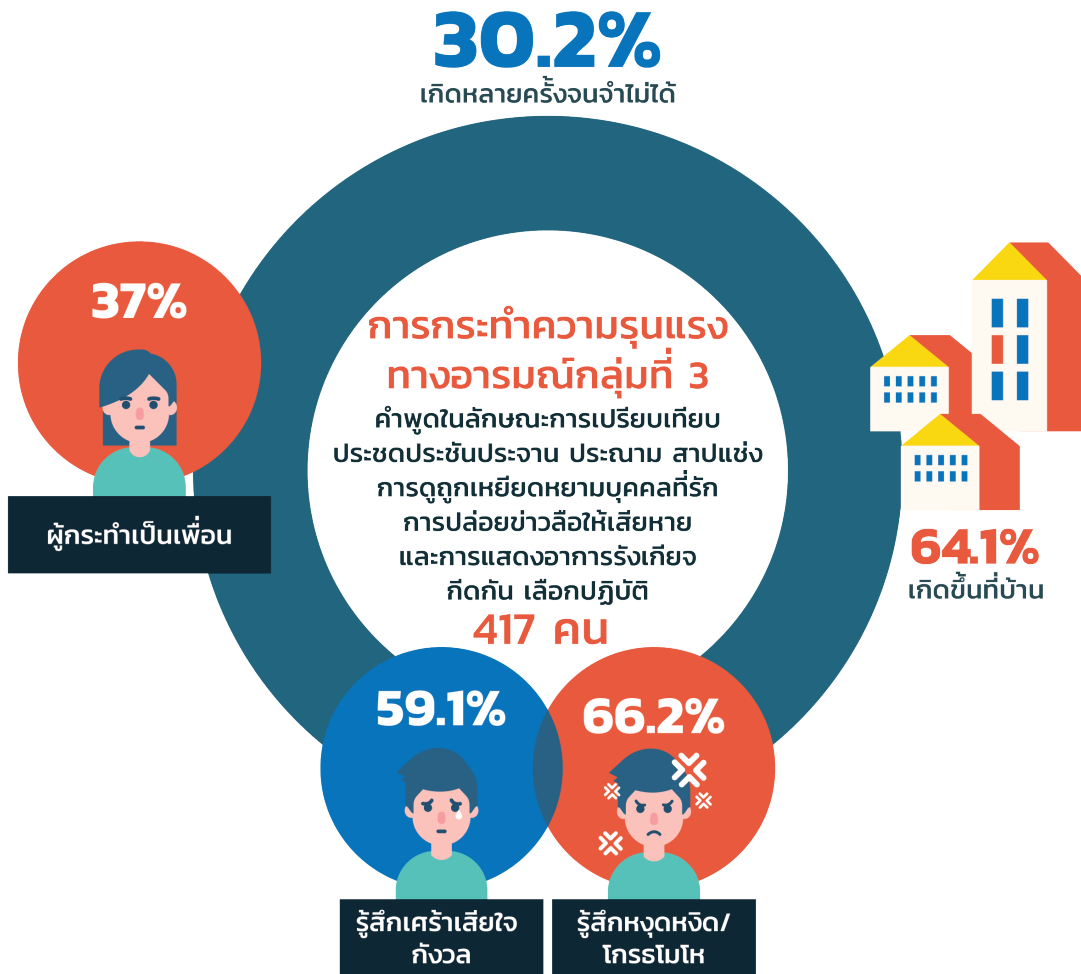 30.2%
เกิดหลายครั้งจนจำไม่ได้
37%
ผู้กระทำเป็นเพื่อน
การกระทำความรุนแรง
ทางอารมณ์กลุ่มที่ 3
คำพูดในลักษณะการเปรียบเทียบ
ประชดประชันประจาน ประณาม สาปแช่ง
การดูถูกเหยียดหยามบุคคลที่รัก
การปล่อยข่าวลือให้เสียหาย
และการแสดงอาการรังเกียจ
กีดกัน เลือกปฏิบัติ
417 คน
64.1%
เกิดขึ้นที่บ้าน
59.1%
รู้สึกเศร้าเสียใจ
กังวล
66.2%
รู้สึกหงุดหงิด/
โกรธโมโห